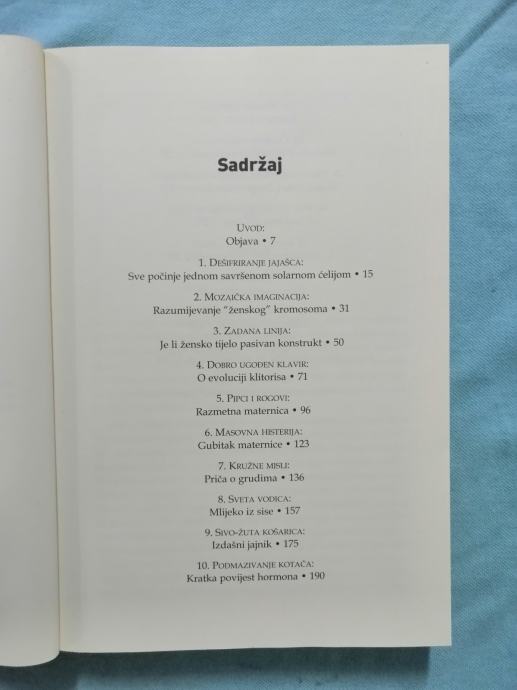 Sadržaj
Uvod:
Objava • 7
1. Dešifriranje jajašca:
Sve počinje jednom savršenom solarnom ćelijom • 15
2. Mozaička imaginacija:
Razumijevanje “ženskog” kromosoma • 31
3. Zadana linija:
Je li žensko tijelo pasivan konstrukt • 50
4. Dobro ugođen klavir:
O evoluciji klitorisa • 71
5. Pipci i rogovi:
Razmetna maternica • 96
6. Masovna histerija:
Gubitak maternice • 123
7. Kružne misli:
Priča o grudima • 136
8. Sveta vodica:
Mlijeko iz sise • 157
9. Sivo-žuta košarica:
Izdašni jajnik • 175
10. Podmazivanje kotača:
Kratka povijest hormona • 190